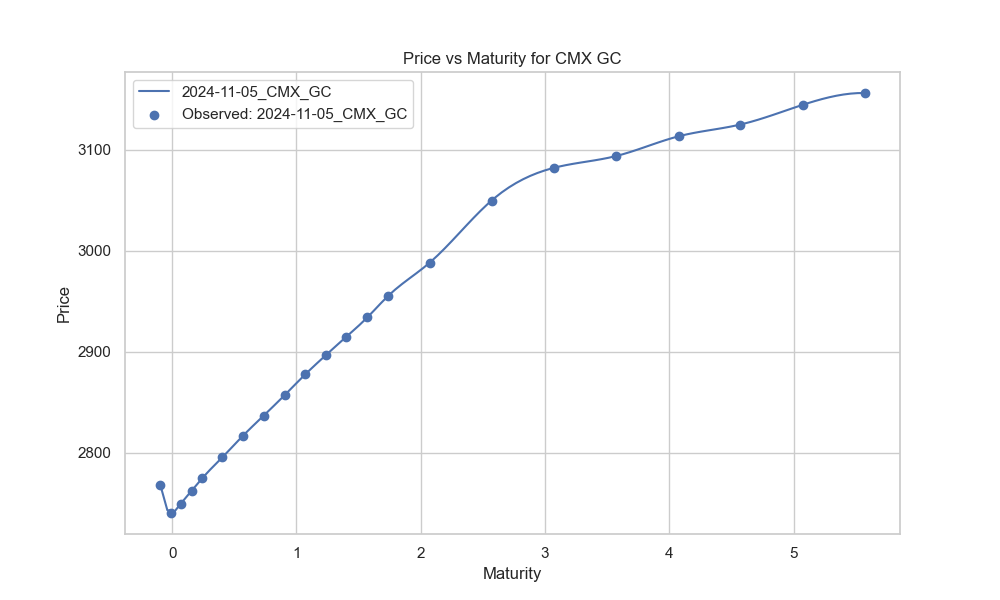 Price vs Maturity for CMX GC
2024-11-05_CMX_GC
Observed: 2024-11-05_CMX_GC
3100
3000
2900
2800
Price
0 1 2 3 4 5
Maturity